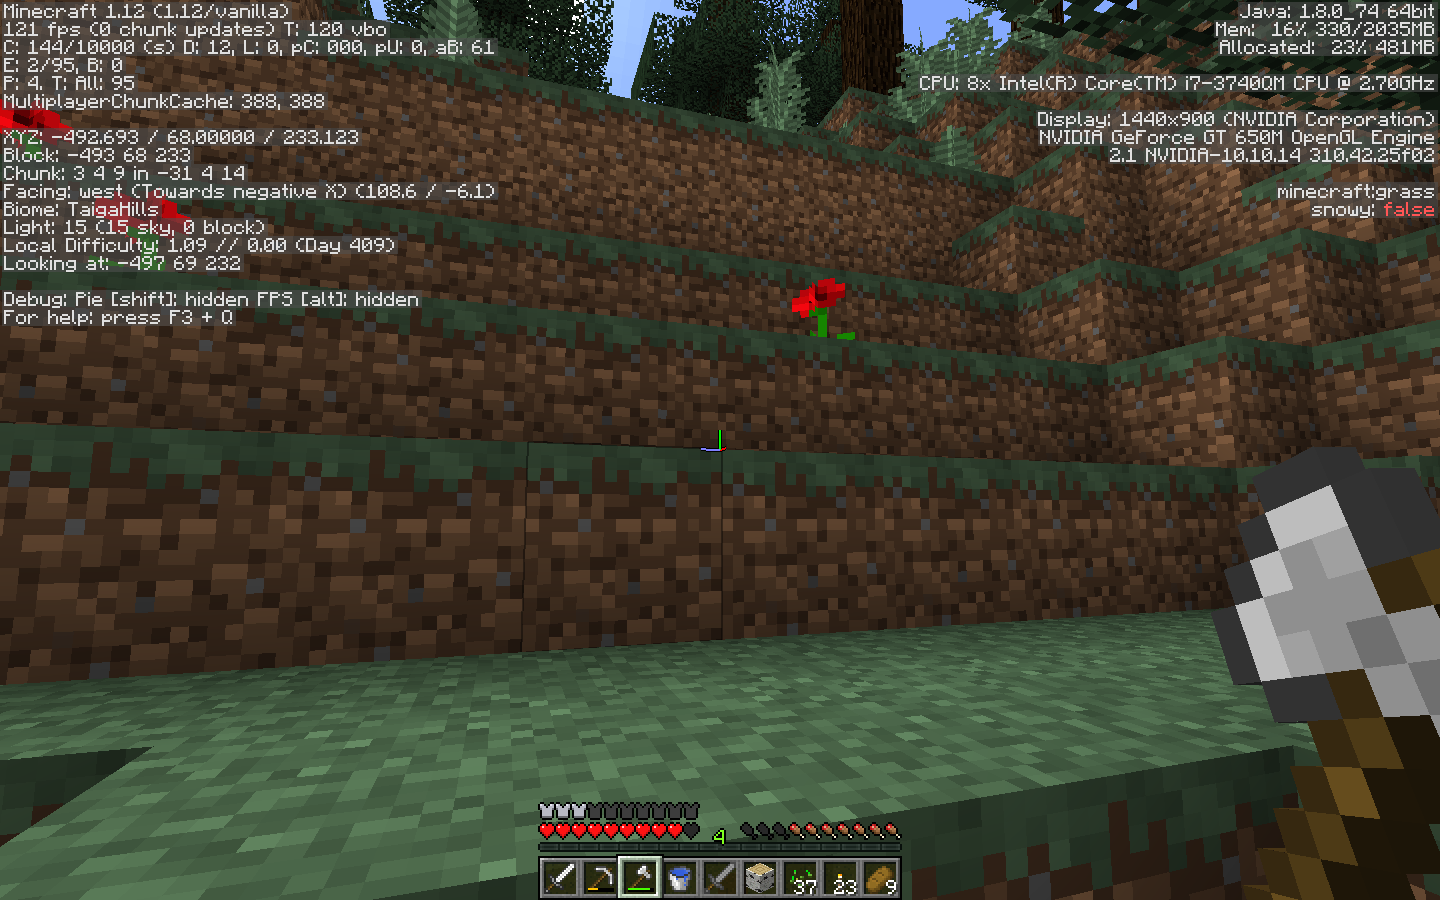 Minecraft 1.12 (1.12/vanilla)
121 fps (0 chunk updates) T: 120 vbo
C: 144/10000 (s) D: 12, L: 0, pC: 000, pU: 0, aB: 61
E: 2/95, B: 0
P: 4. T: All: 95
MultiplayerChunkCache: 388, 388
XYZ: -492.693 / 68.00000 / 233.123
Block: -493 68 233
Chunk: 3 4 9 in -31 4 14
Facing: west (Towards negative X) (108.6 / -6.1)
Biome: TaigaHills
Light: 15 (15 sky, 0 block)
Local Difficulty: 1.09 // 0.00 (Day 409)
Looking at: -497 69 232
Debug: Pie [shift]: hidden FPS [alt]: hidden
For help: press F3 + Q
Java: 1.8.0_74 64bit
Mem: 16% 330/2035MB
Allocated: 23% 481MB
CPU: 8x Intel(R) Core(TM) i7-3740QM CPU @ 2.70GHz
Display: 1440x900 (NVIDIA Corporation)
NVIDIA GeForce GT 650M OpenGL Engine
2.1 NVIDIA-10.10.14 310.42.25f02
minecraft:grass
snowy: false
4
37 23 9